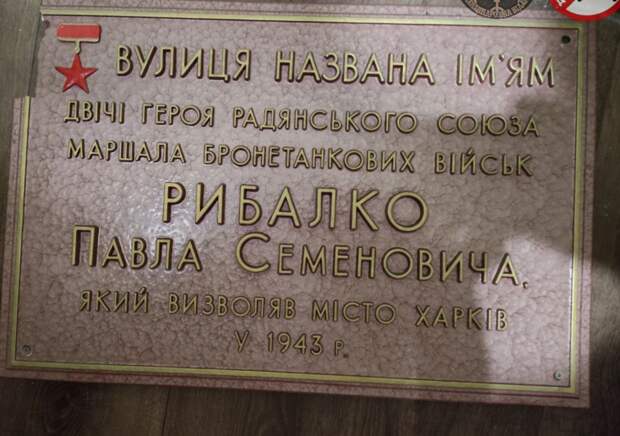 ВУЛИЦЯ НАЗВАНА ІМ'ЯМ
ДВІЧІ ГЕРОЯ РАДЯНСЬКОГО СОЮЗА
МАРШАЛА БРОНЕТАНКОВИХ ВІЙСЬК
РИБАЛКО
ПАВЛА СЕМЕНОВИЧА,
ЯКИЙ ВИЗВОЛЯВ МІСТО ХАРКІВ
У 1943 Р.